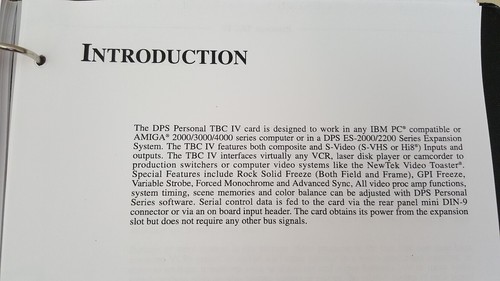 INTRODUCTION
The DPS Personal TBC IV card is designed to work in any IBM PC® compatible or
AMIGA® 2000/3000/4000 series computer or in a DPS ES-2000/2200 Series Expansion
System. The TBC IV features both composite and S-Video (S-VHS or Hi8®) Inputs and
outputs. The TBC IV interfaces virtually any VCR, laser disk player or camcorder to
production switchers or computer video systems like the NewTek Video Toaster®.
Special Features include Rock Solid Freeze (Both Field and Frame), GPI Freeze,
Variable Strobe, Forced Monochrome and Advanced Sync, All video proc amp functions,
system timing, scene memories and color balance can be adjusted with DPS Personal
Series software. Serial control data is fed to the card via the rear panel mini DIN-9
connector or via an on board input header. The card obtains its power from the expansion
slot but does not require any other bus signals.